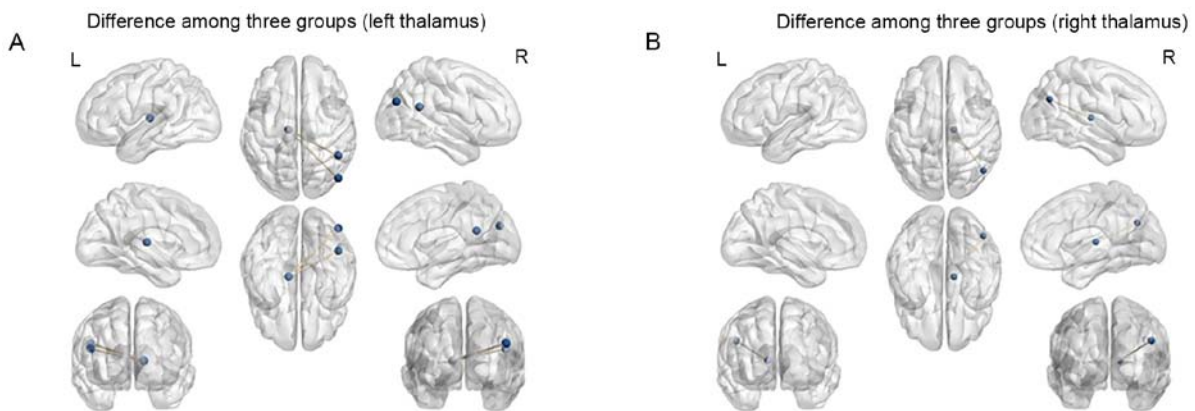 Difference among three groups (left thalamus)
A
L
R
Difference among three groups (right thalamus)
B
L
R